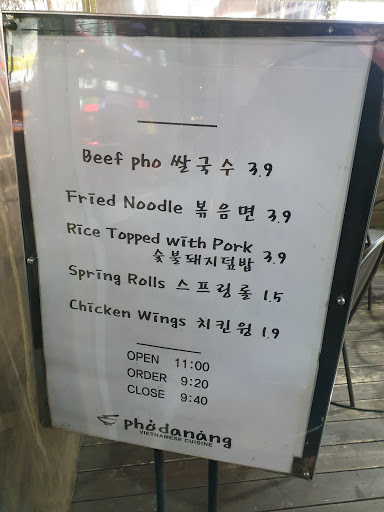 Beef pho 쌀국수 3.9
Fried Noodle 볶음면 3.9
Rice Topped with Pork
숯불돼지덮밥 3.9
Spring Rolls 스프링롤 1.5
Chicken Wings 치킨윙 1.9
OPEN 11:00
ORDER 9:20
CLOSE 9:40
phở danàng
VIETNAMESE CUISINE